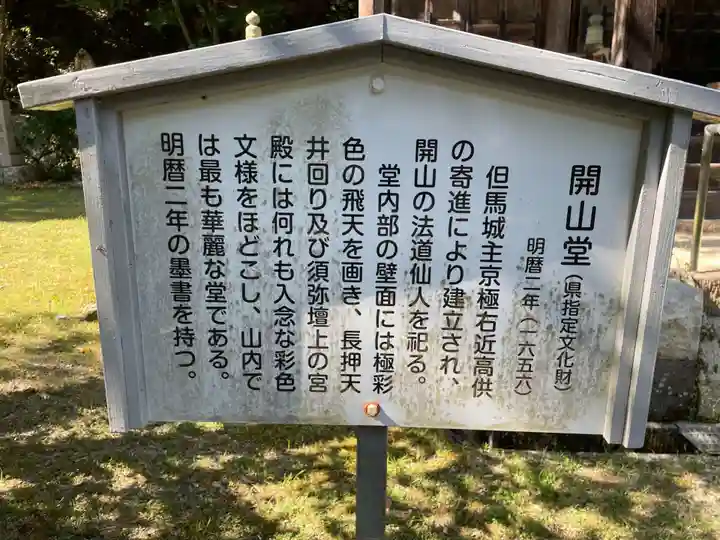 開山堂(県指定文化財)
明暦二年(一六五六)
但馬城主京極右近高供
の寄進により建立され、
開山の法道仙人を祀る。
堂内部の壁面には極彩
色の飛天を画き、長押天
井回り及び須弥壇上の宮
殿には何れも入念な彩色
文様をほどこし、山内で
は最も華麗な堂である。
明暦二年の墨書を持つ。